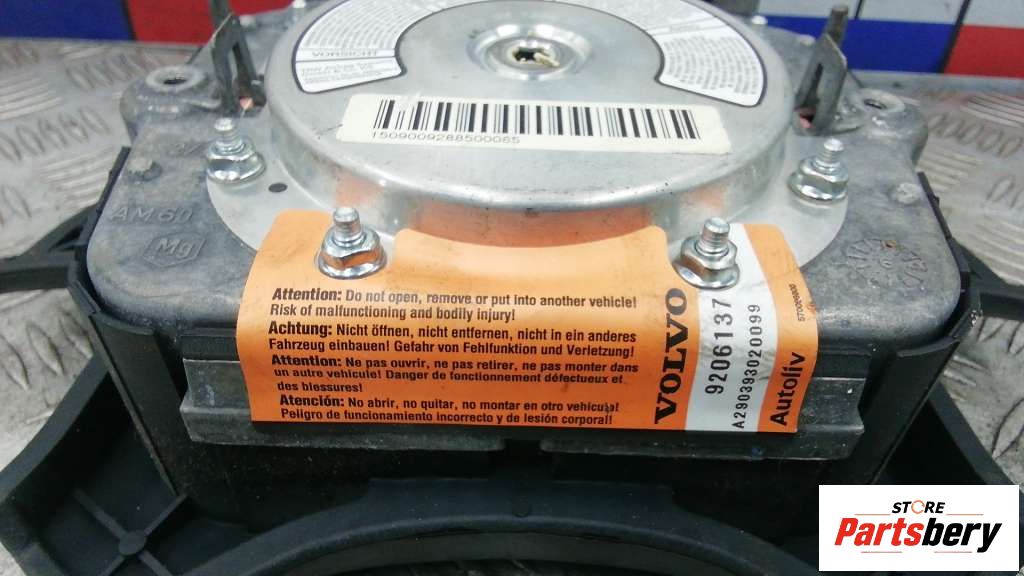 VORSICHT
1509009288500085
AM60
Mg
Attention: Do not open, remove or put into another vehicle!
Risk of malfunctioning and bodily injury!
Achtung: Nicht öffnen, nicht entfernen, nicht in ein anderes
Fahrzeug einbauen! Gefahr von Fehlfunktion und Verletzung!
Attention: Ne pas ouvrir, ne pas retirer, ne pas monter dans
un autre véhicule! Danger de fonctionnement défectueux et
des blessures!
Atención: No abrir, no quitar, no montar en otro vehicula!
Peligro de funcionamiento incorrecto y de lesión corporal!
VOLVO
9206137
A290393020099
Autoliv
STORE
Partsbery